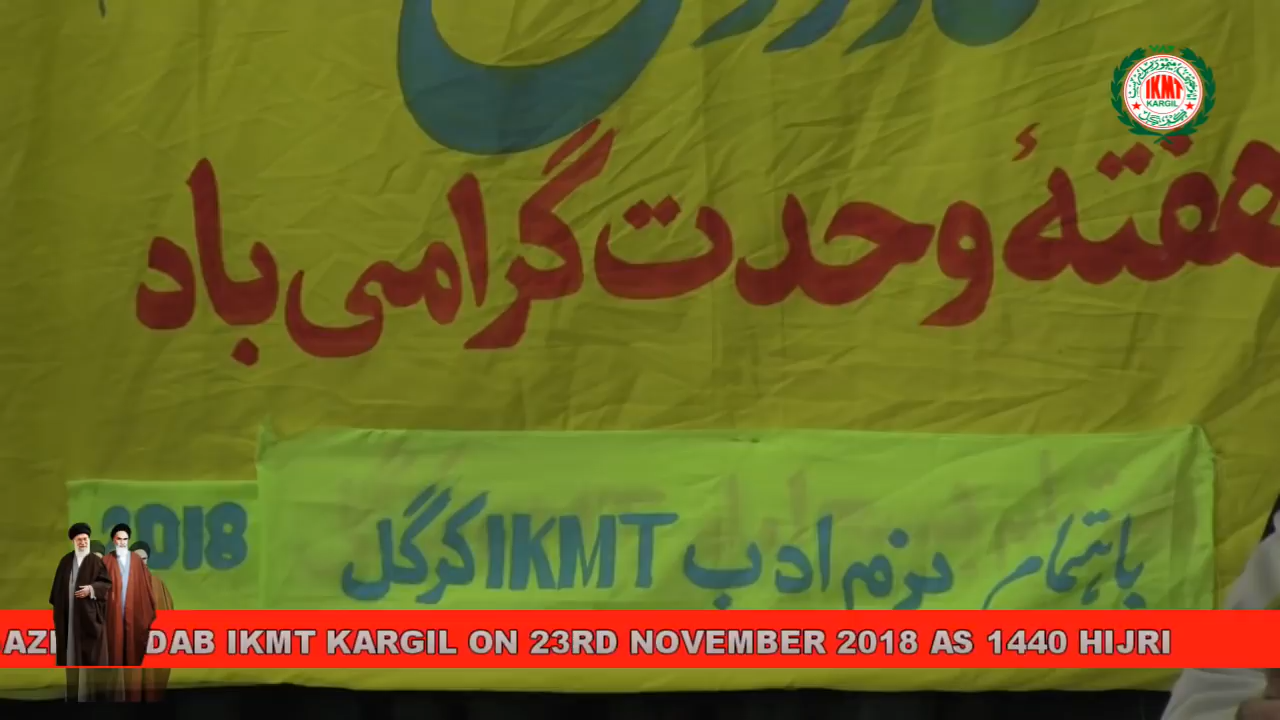 IKMT
KARGIL
هفتهٔ وحدت گرامی باد
باہتمام بزم ادب IKMT کرگل
2018
DAB IKMT KARGIL ON 23RD NOVEMBER 2018 AS 1440 HIJRI